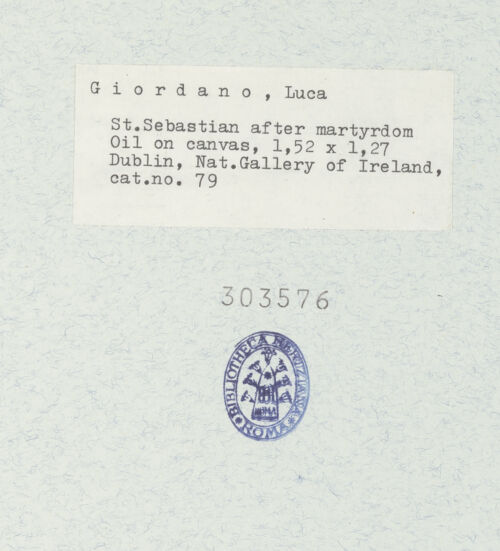 G i o r d a n o , Luca
St.Sebastian after martyrdom
Oil on canvas, 1,52 x 1,27
Dublin, Nat.Gallery of Ireland,
cat.no. 79
303576
BIBLIOTHECA HERTZIANA
ROMA
ROMA